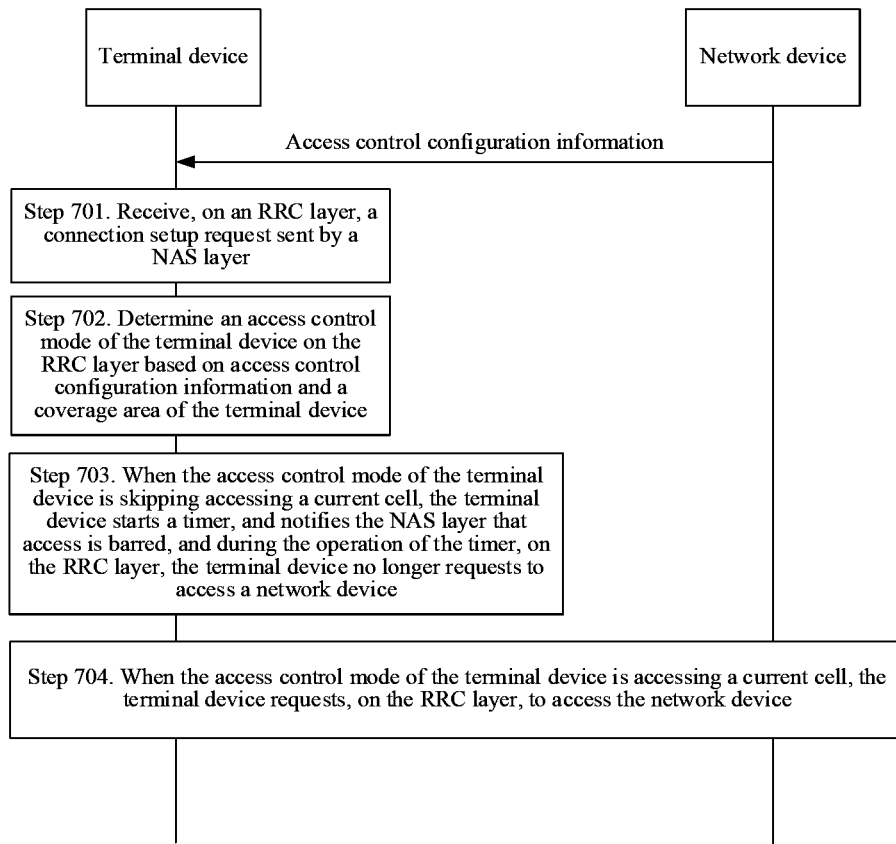 Terminal device
Network device
Access control configuration information
Step 701. Receive, on an RRC layer, a
connection setup request sent by a
NAS layer
Step 702. Determine an access control
mode of the terminal device on the
RRC layer based on access control
configuration information and a
coverage area of the terminal device
Step 703. When the access control mode of the terminal
device is skipping accessing a current cell, the terminal
device starts a timer, and notifies the NAS layer that
access is barred, and during the operation of the timer, on
the RRC layer, the terminal device no longer requests to
access a network device
Step 704. When the access control mode of the terminal device is accessing a current cell, the
terminal device requests, on the RRC layer, to access the network device